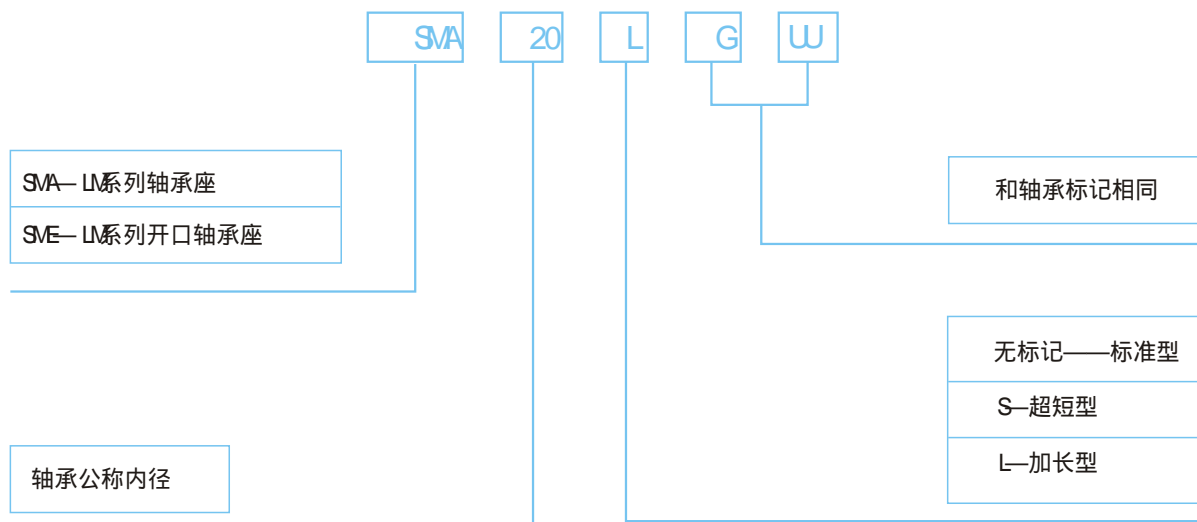 SMA 20 L G UU
SMA—LM系列轴承座
SME—LM系列开口轴承座
和轴承标记相同
无标记——标准型
S—超短型
L—加长型
轴承公称内径